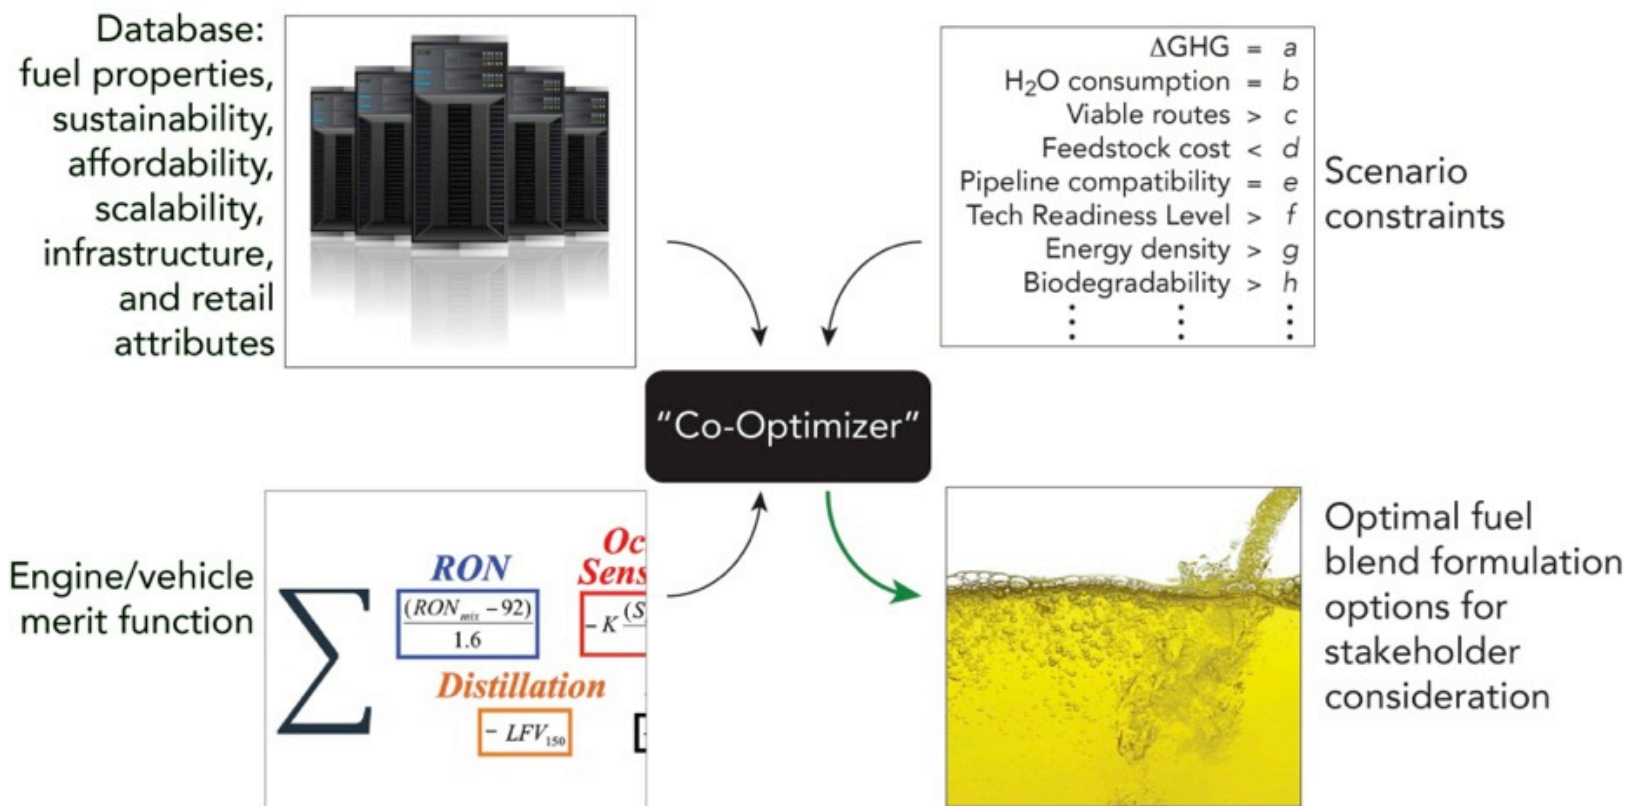 Database:
fuel properties,
sustainability,
affordability,
scalability,
infrastructure,
and retail
attributes
ΔGHG = a
H₂O consumption = b
Viable routes > c
Feedstock cost < d
Pipeline compatibility = e
Tech Readiness Level > f
Energy density > g
Biodegradability > h
Scenario
constraints
“Co-Optimizer”
Engine/vehicle
merit function
∑
RON
(RONmix − 92)
1.6
Oc
Sens
− K (S
Distillation
− LFV₁₅₀
Optimal fuel
blend formulation
options for
stakeholder
consideration